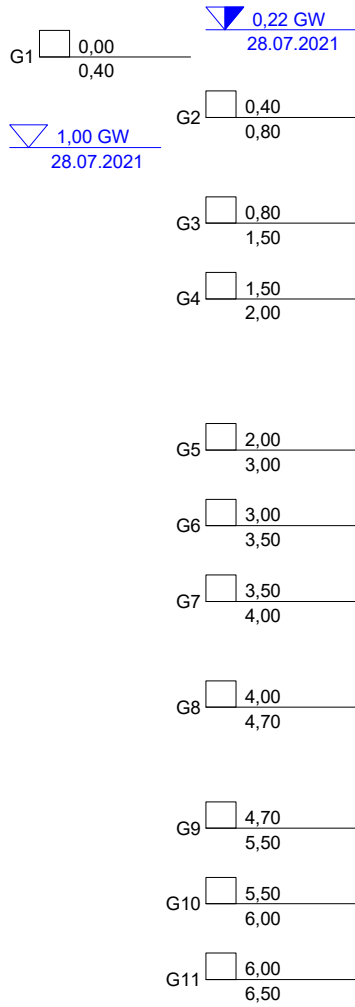 0,22 GW
28.07.2021
G1 0,00
0,40
G2 0,40
0,80
1,00 GW
28.07.2021
G3 0,80
1,50
G4 1,50
2,00
G5 2,00
3,00
G6 3,00
3,50
G7 3,50
4,00
G8 4,00
4,70
G9 4,70
5,50
G10 5,50
6,00
G11 6,00
6,50